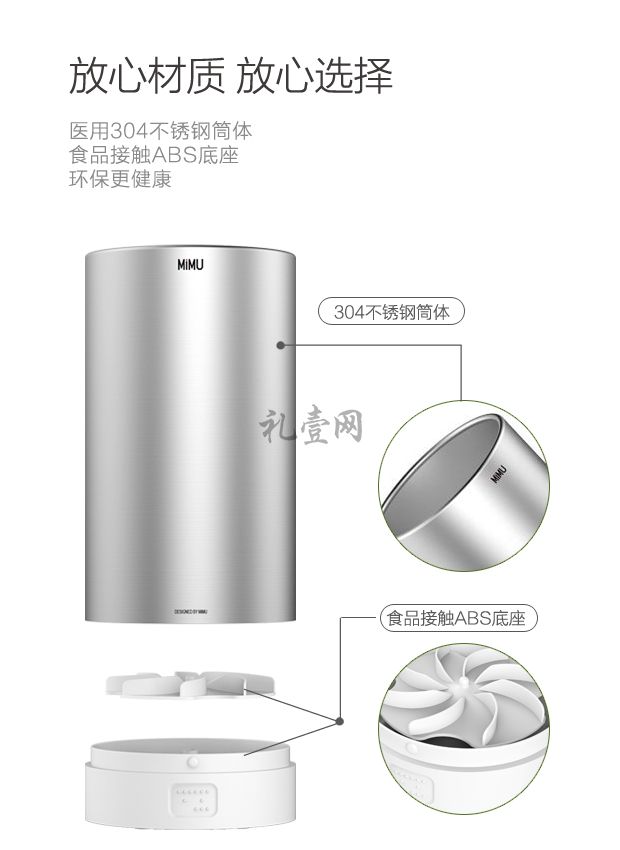 放心材质 放心选择
医用304不锈钢筒体
食品接触ABS底座
环保更健康
MiMU
304不锈钢筒体
礼壹网
MiMU
DESIGNED BY MIMU
食品接触ABS底座